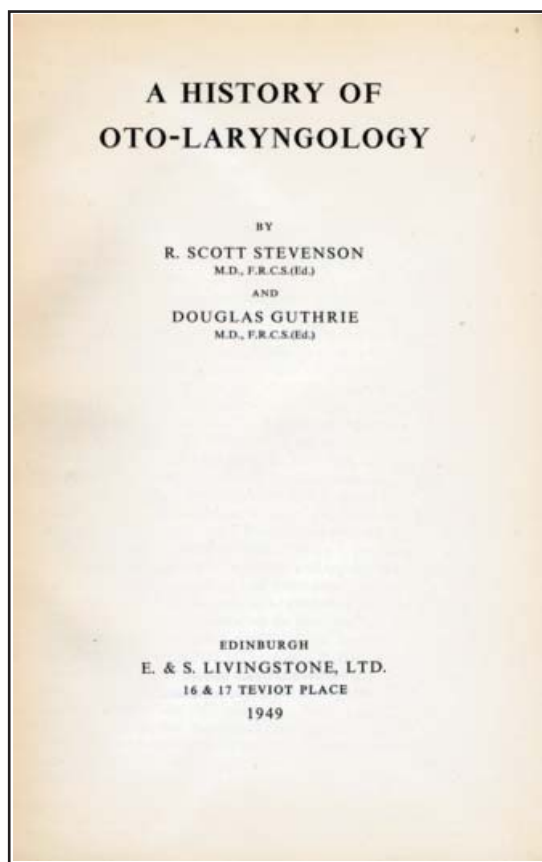 A HISTORY OF
OTO-LARYNGOLOGY
BY
R. SCOTT STEVENSON
M.D., F.R.C.S.(Ed.)
AND
DOUGLAS GUTHRIE
M.D., F.R.C.S.(Ed.)
EDINBURGH
E. & S. LIVINGSTONE, LTD.
16 & 17 TEVIOT PLACE
1949